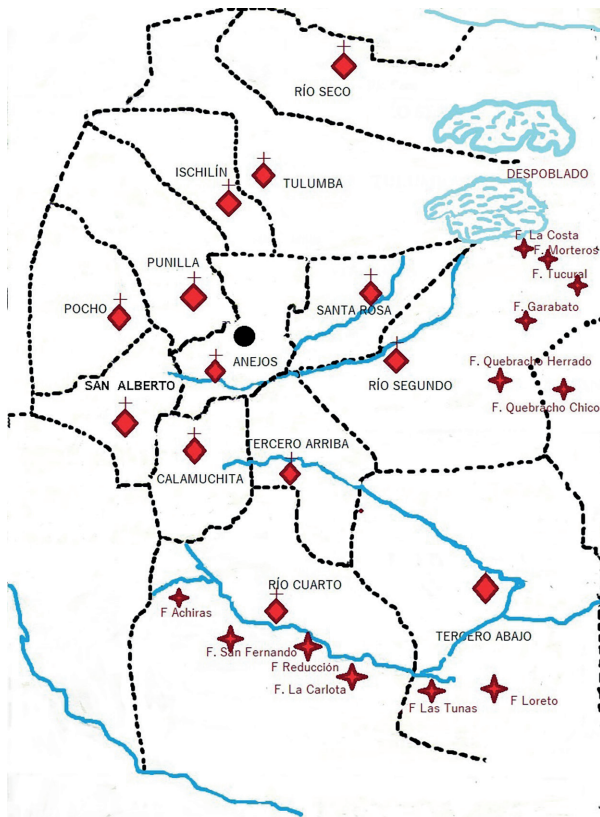 RÍO SECO
DESPOBLADO
ISCHILÍN
TULUMBA
F. La Costa
F. Morteros
PUNILLA
F. Tucural
POCHO
SANTA ROSA
F. Garabato
ANEJOS
F. Quebracho Herrado
SAN ALBERTO
RÍO SEGUNDO
F. Quebracho Chico
TERCERO ARRIBA
CALAMUCHITA
RÍO CUARTO
F Achiras
TERCERO ABAJO
F. San Fernando
F Reducción
F. La Carlota
F Las Tunas
F Loreto